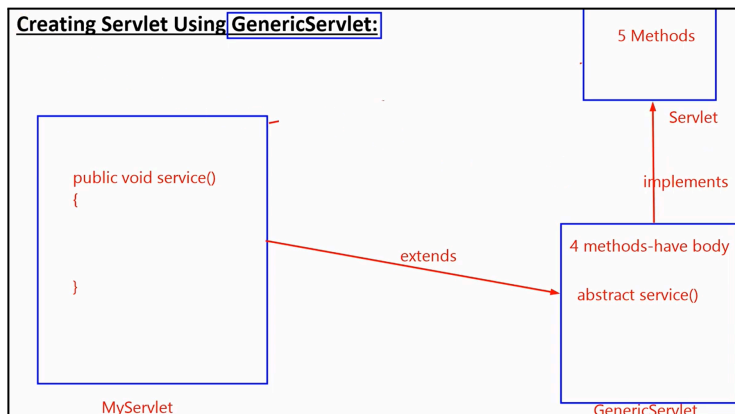 Creating Servlet Using GenericServlet:
5 Methods
Servlet
implements
public void service()
{
}
extends
4 methods-have body
abstract service()
MyServlet
GenericServlet